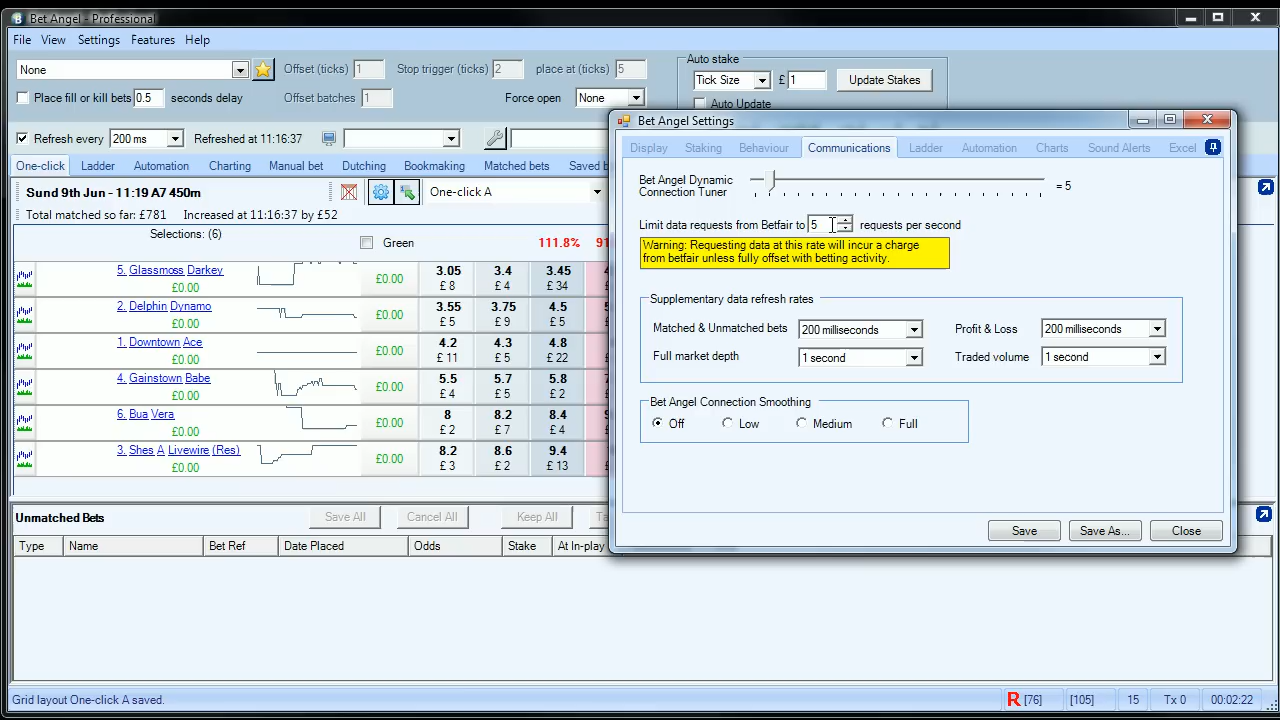 Bet Angel - Professional
File View Settings Features Help
None Offset (ticks) 1 Stop trigger (ticks) 2 place at (ticks) 5
Auto stake
Tick Size £ 1 Update Stakes
Place fill or kill bets 0.5 seconds delay Offset batches 1 Force open None
Auto Update
Refresh every 200 ms Refreshed at 11:16:37
One-click Ladder Automation Charting Manual bet Dutching Bookmaking Matched bets Saved b
Sund 9th Jun - 11:19 A7 450m
One-click A
Total matched so far: £781 Increased at 11:16:37 by £52
Selections: (6) Green 111.8% 91
5. Glassmoss Darkey £0.00 £0.00 3.05 £ 8 3.4 £ 4 3.45 £ 34
2. Delphin Dynamo £0.00 £0.00 3.55 £ 5 3.75 £ 9 4.5 £ 5
1. Downtown Ace £0.00 £0.00 4.2 £ 11 4.3 £ 5 4.8 £ 22
4. Gainstown Babe £0.00 £0.00 5.5 £ 4 5.7 £ 5 5.8 £ 2
6. Bua Vera £0.00 £0.00 8 £ 2 8.2 £ 7 8.4 £ 4
3. Shes A Livewire (Res) £0.00 £0.00 8.2 £ 3 8.6 £ 2 9.4 £ 13
Unmatched Bets Save All Cancel All Keep All Ta
Type Name Bet Ref Date Placed Odds Stake At In-play
Bet Angel Settings
Display Staking Behaviour Communications Ladder Automation Charts Sound Alerts Excel
Bet Angel Dynamic
Connection Tuner = 5
Limit data requests from Betfair to 5 requests per second
Warning: Requesting data at this rate will incur a charge
from betfair unless fully offset with betting activity.
Supplementary data refresh rates
Matched & Unmatched bets 200 milliseconds Profit & Loss 200 milliseconds
Full market depth 1 second Traded volume 1 second
Bet Angel Connection Smoothing
Off Low Medium Full
Save Save As... Close
Grid layout One-click A saved. R [76] [105] 15 Tx 0 00:02:22